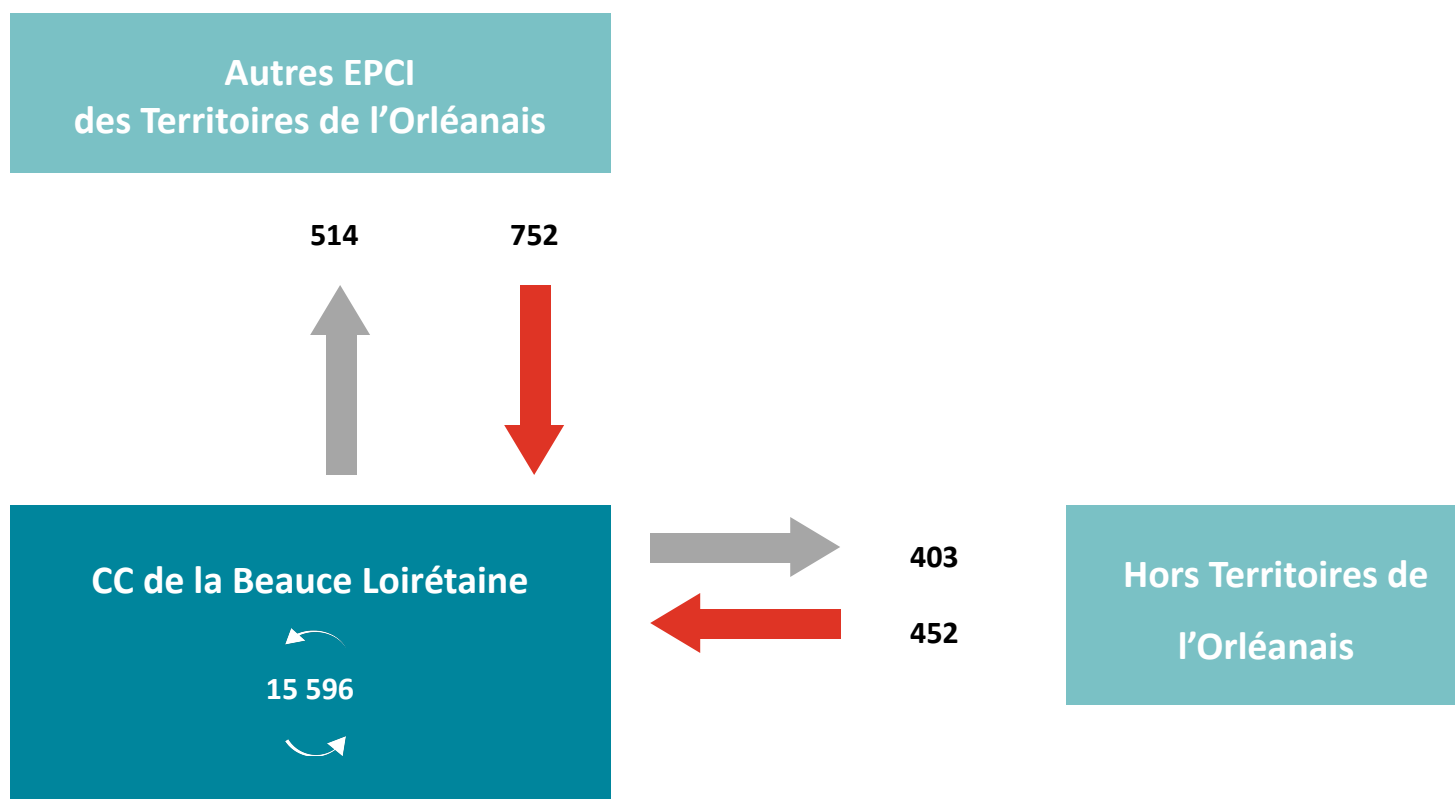 Autres EPCI
des Territoires de l’Orléanais
514
752
CC de la Beauce Loirétaine
15 596
403
452
Hors Territoires de
l’Orléanais